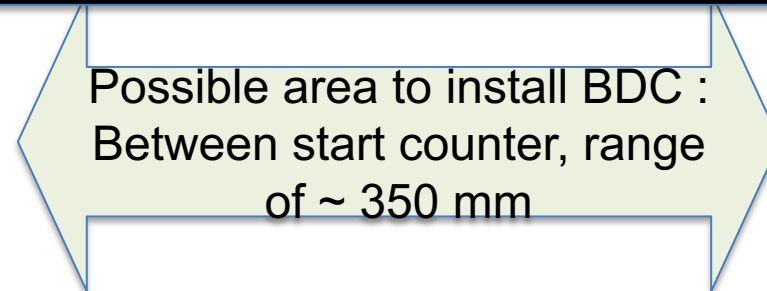 Possible area to install BDC :
Between start counter, range
of ~ 350 mm